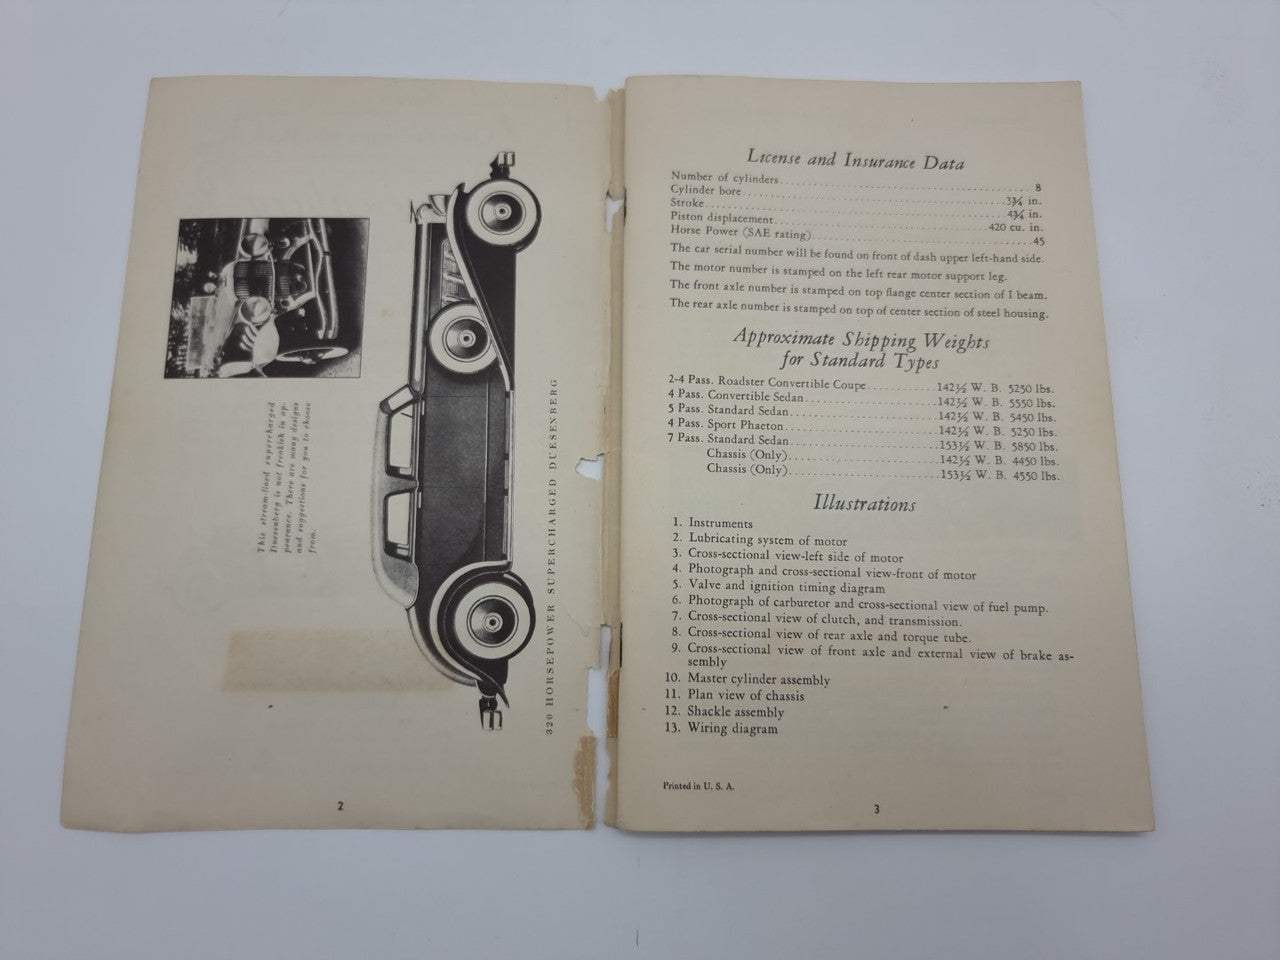 This stream-lined supercharged
Duesenberg is not freakish in ap-
pearance. There are many designs
and suggestions for you to choose
from.
320 HORSEPOWER SUPERCHARGED DUESENBERG
2
License and Insurance Data
Number of cylinders........................................ 8
Cylinder bore........................................3¾ in.
Stroke........................................4¾ in.
Piston displacement........................................420 cu. in.
Horse Power (SAE rating)........................................45
The car serial number will be found on front of dash upper left-hand side.
The motor number is stamped on the left rear motor support leg.
The front axle number is stamped on top flange center section of I beam.
The rear axle number is stamped on top of center section of steel housing.
Approximate Shipping Weights
for Standard Types
2-4 Pass. Roadster Convertible Coupe...........142½ W. B. 5250 lbs.
4 Pass. Convertible Sedan......................142½ W. B. 5550 lbs.
5 Pass. Standard Sedan.........................142½ W. B. 5450 lbs.
4 Pass. Sport Phaeton..........................142½ W. B. 5250 lbs.
7 Pass. Standard Sedan.........................153½ W. B. 5850 lbs.
Chassis (Only).........................142½ W. B. 4450 lbs.
Chassis (Only).........................153½ W. B. 4550 lbs.
Illustrations
1. Instruments
2. Lubricating system of motor
3. Cross-sectional view-left side of motor
4. Photograph and cross-sectional view-front of motor
5. Valve and ignition timing diagram
6. Photograph of carburetor and cross-sectional view of fuel pump.
7. Cross-sectional view of clutch, and transmission.
8. Cross-sectional view of rear axle and torque tube.
9. Cross-sectional view of front axle and external view of brake as-
sembly
10. Master cylinder assembly
11. Plan view of chassis
12. Shackle assembly
13. Wiring diagram
Printed in U. S. A.
3